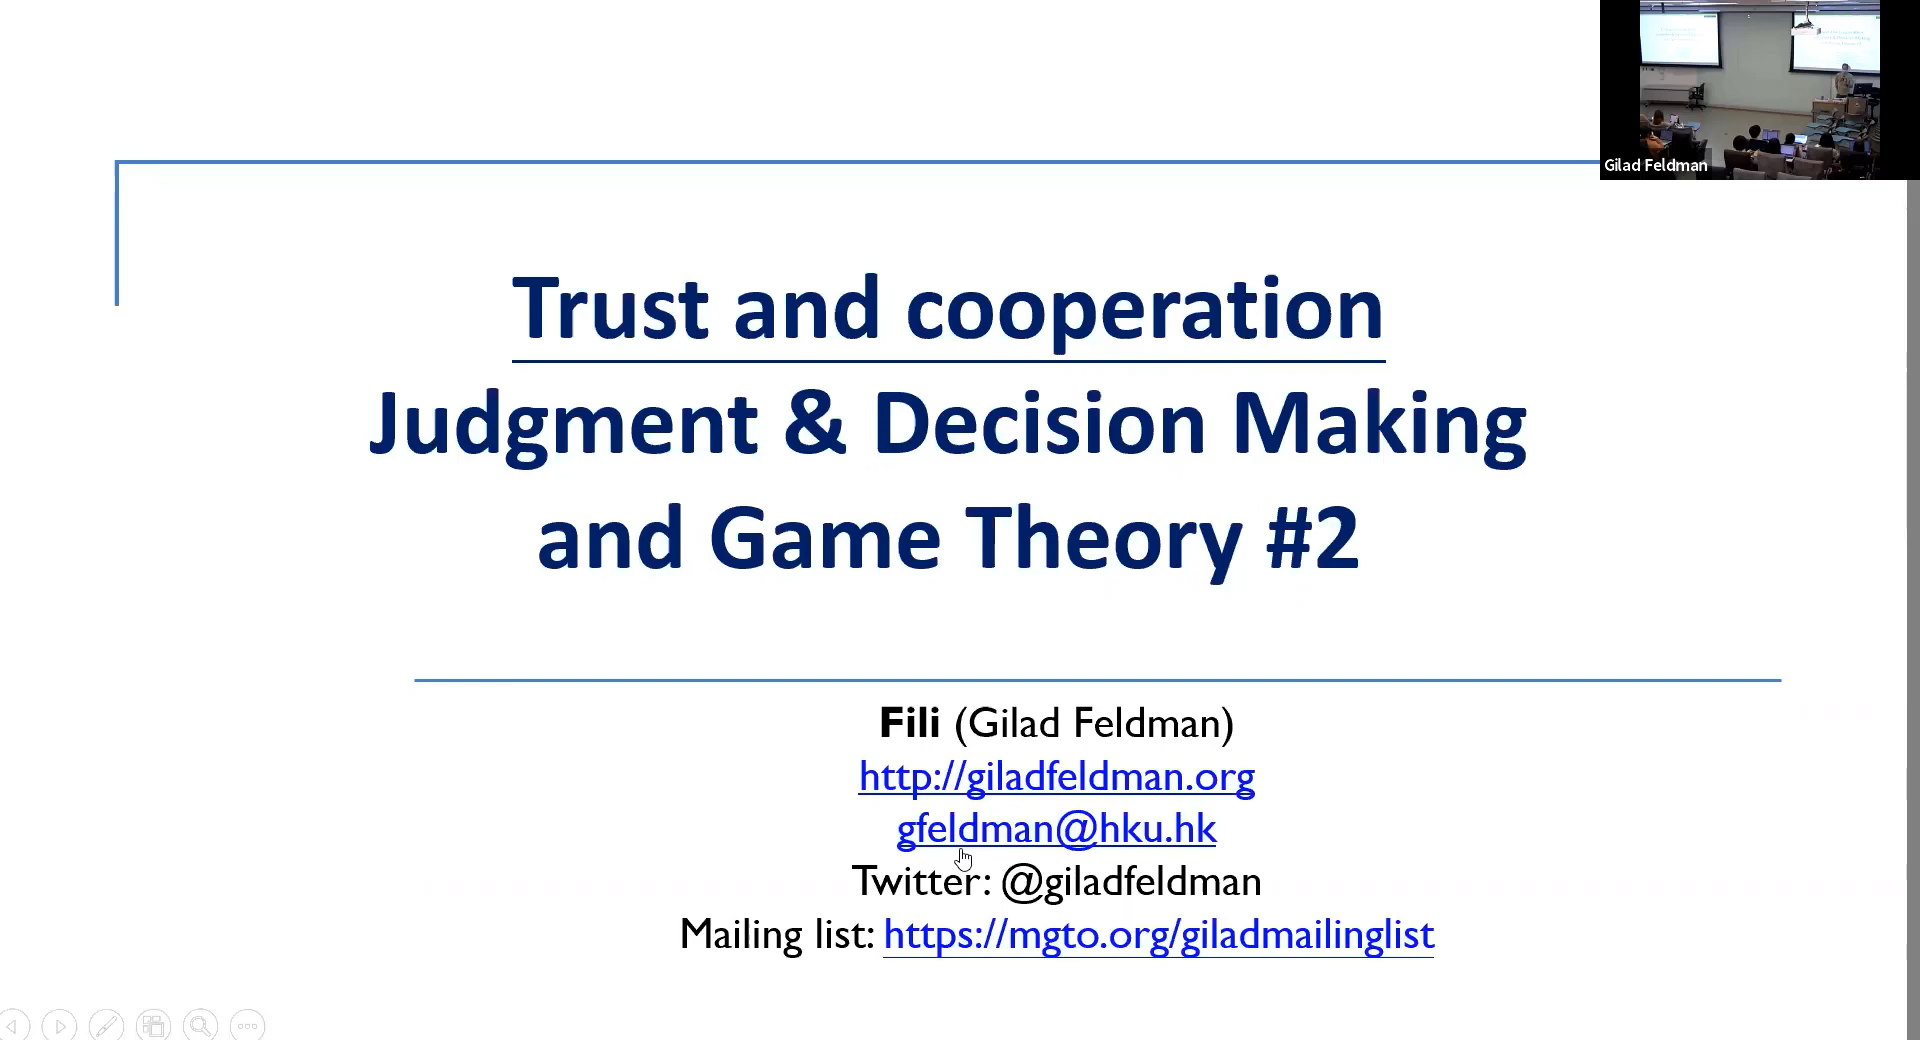 Gilad Feldman
Trust and cooperation
Judgment & Decision Making
and Game Theory #2
Fili (Gilad Feldman)
http://giladfeldman.org
gfeldman@hku.hk
Twitter: @giladfeldman
Mailing list: https://mgto.org/giladmailinglist